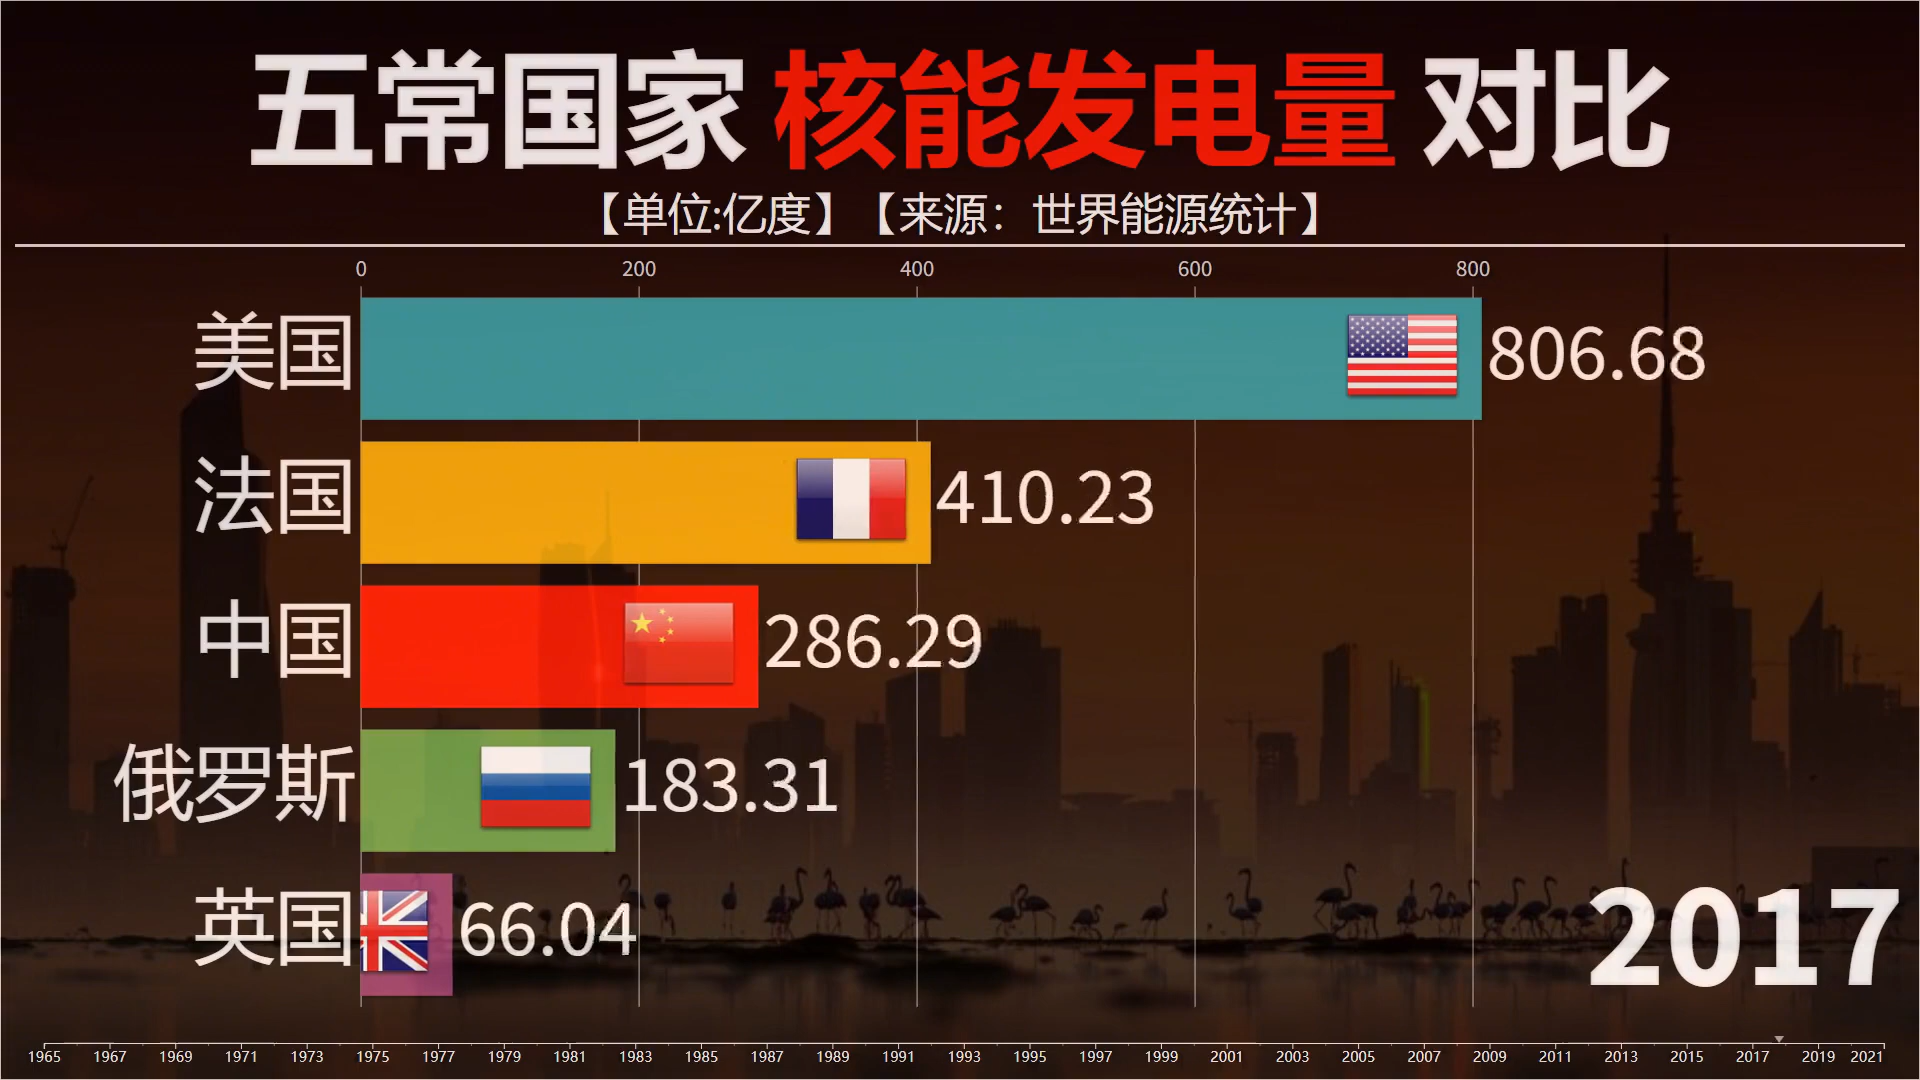 五常国家 核能发电量 对比
【单位:亿度】【来源：世界能源统计】
0 200 400 600 800
美国 806.68
法国 410.23
中国 286.29
俄罗斯 183.31
英国 66.04
2017
1965 1967 1969 1971 1973 1975 1977 1979 1981 1983 1985 1987 1989 1991 1993 1995 1997 1999 2001 2003 2005 2007 2009 2011 2013 2015 2017 2019 2021